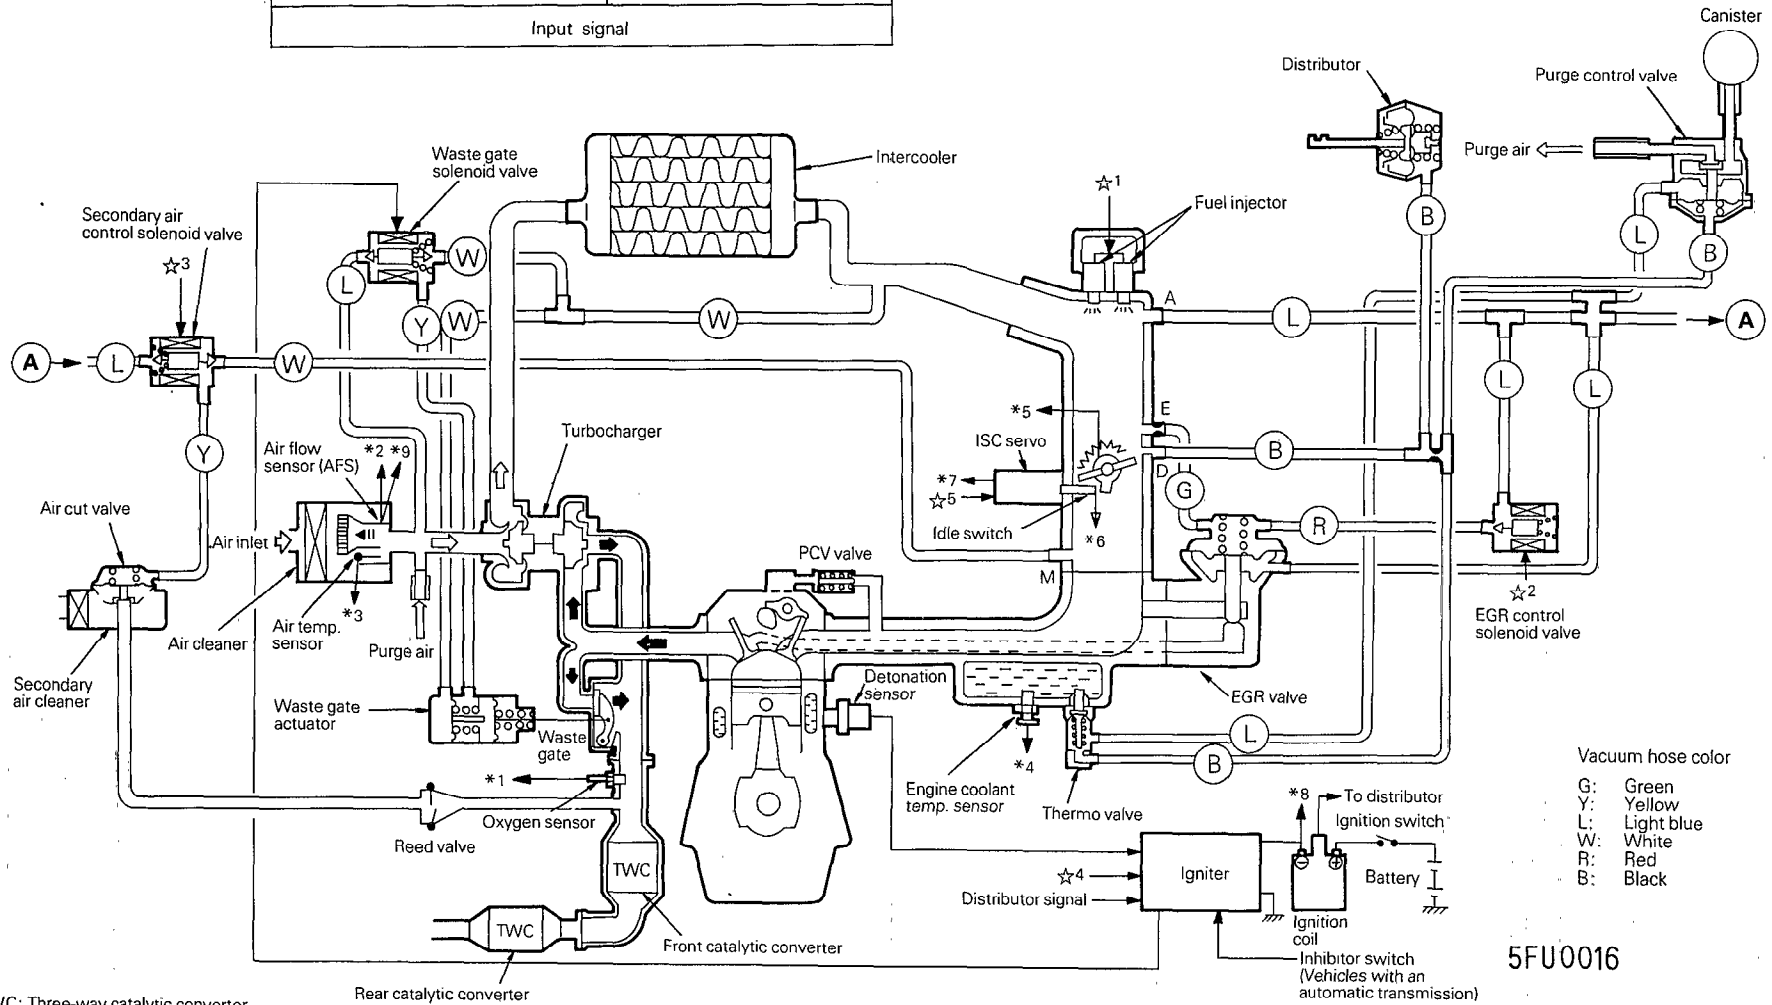 Input signal
Canister
Distributor
Purge control valve
Purge air
Waste gate
solenoid valve
Intercooler
☆1
Fuel injector
Secondary air
control solenoid valve
☆3
W
B
L
B
L
Y
W
W
A
L
A
A
L
W
L
L
E
*5
ISC servo
B
D
Turbocharger
Air flow
sensor (AFS)
*2 *9
Y
*7
☆5
G
Air cut valve
Air inlet
Idle switch
*6
R
PCV valve
M
*3
☆2
EGR control
solenoid valve
Air cleaner
Air temp.
sensor
Purge air
Secondary
air cleaner
Detonation
sensor
EGR valve
Waste gate
actuator
Waste
gate
L
B
*4
*1
Engine coolant
temp. sensor
Thermo valve
Oxygen sensor
Reed valve
Vacuum hose color
G: Green
Y: Yellow
L: Light blue
W: White
R: Red
B: Black
*8
To distributor
Ignition switch
Igniter
☆4
Battery
Distributor signal
Ignition
coil
TWC
TWC
Front catalytic converter
Inhibitor switch
(Vehicles with an
automatic transmission)
5FU0016
Rear catalytic converter
: Three-way catalytic converter